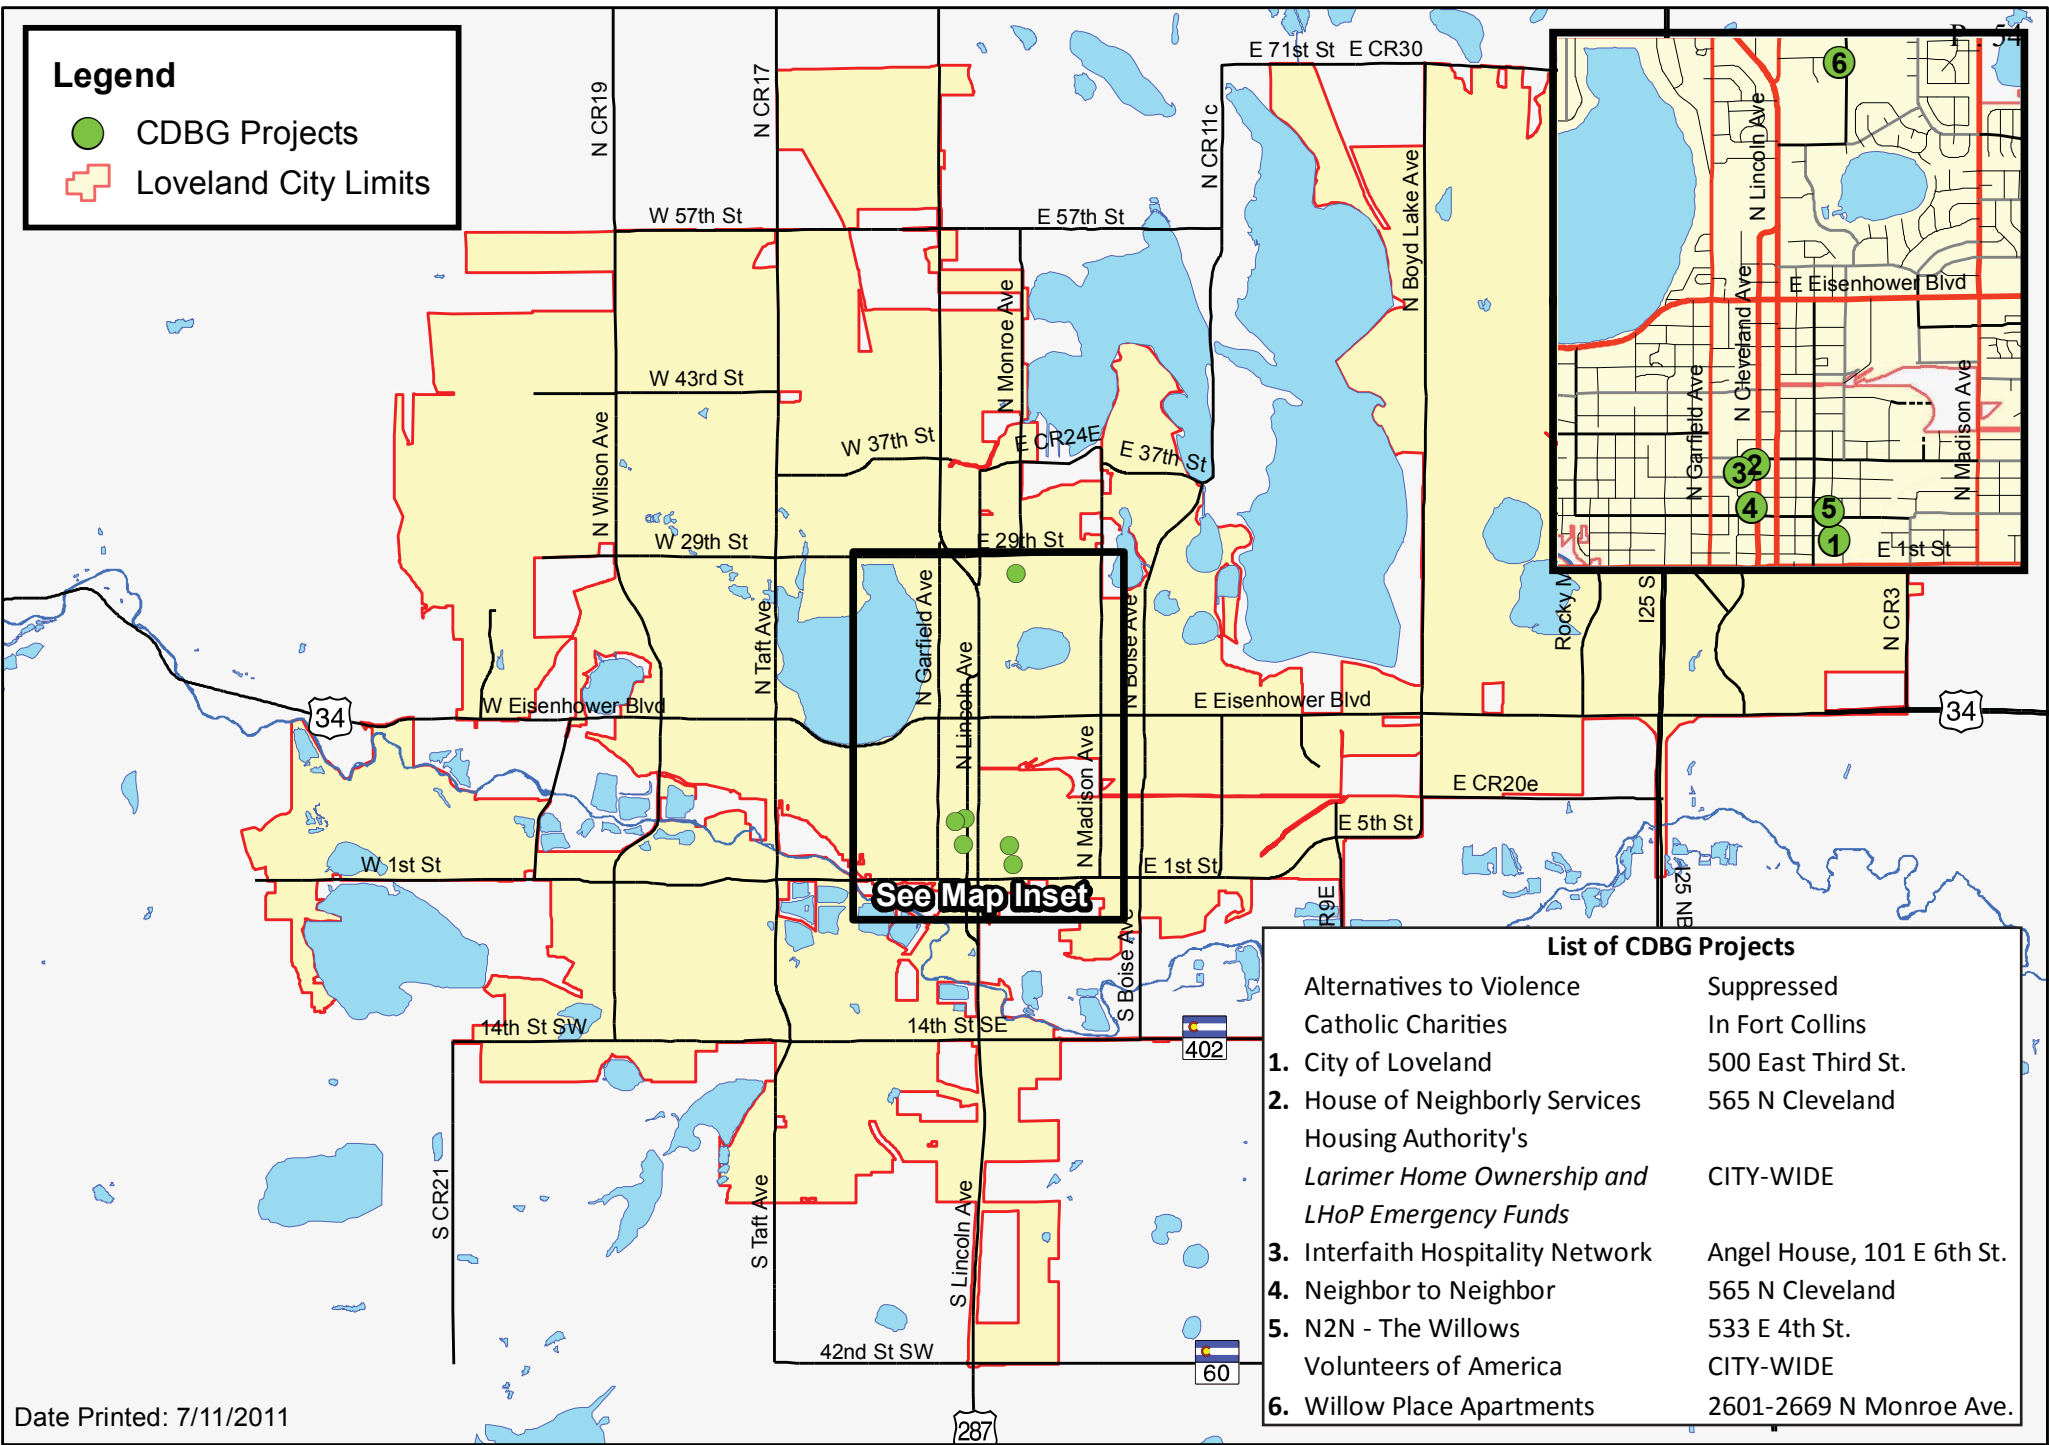 Legend
CDBG Projects
Loveland City Limits
P. 54
E 71st St E CR30
N CR19
N CR17
N CR11c
N Boyd Lake Ave
W 57th St
E 57th St
N Monroe Ave
W 43rd St
W 37th St
E CR24E
E 37th St
N Wilson Ave
W 29th St
E 29th St
N Taft Ave
N Garfield Ave
N Lincoln Ave
N Boise Ave
N Madison Ave
34
W Eisenhower Blvd
E Eisenhower Blvd
34
Rocky M
I25 S
N CR3
E CR20e
E 5th St
W 1st St
E 1st St
See Map Inset
R9E
I25 NB
S Boise Ave
14th St SW
14th St SE
402
S CR21
S Taft Ave
S Lincoln Ave
42nd St SW
60
287
Date Printed: 7/11/2011
6
N Lincoln Ave
E Eisenhower Blvd
N Cleveland Ave
N Garfield Ave
N Madison Ave
3
2
4
5
1
E 1st St
List of CDBG Projects
Alternatives to Violence Suppressed
Catholic Charities In Fort Collins
1. City of Loveland 500 East Third St.
2. House of Neighborly Services 565 N Cleveland
Housing Authority's
Larimer Home Ownership and CITY-WIDE
LHoP Emergency Funds
3. Interfaith Hospitality Network Angel House, 101 E 6th St.
4. Neighbor to Neighbor 565 N Cleveland
5. N2N - The Willows 533 E 4th St.
Volunteers of America CITY-WIDE
6. Willow Place Apartments 2601-2669 N Monroe Ave.